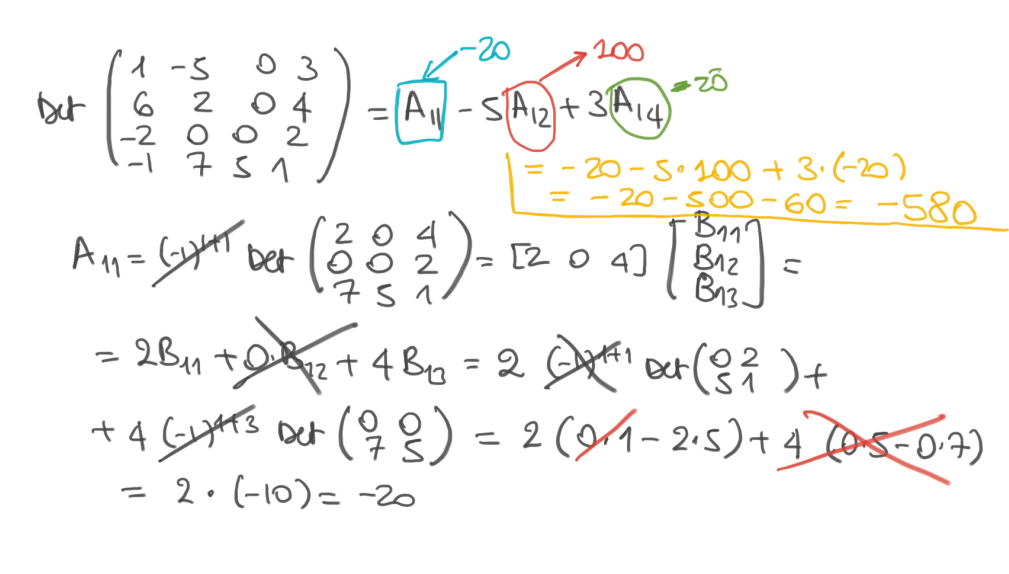 -20 100
Det ( 1 -5 0 3 ; 6 2 0 4 ; -2 0 0 2 ; -1 7 5 1 ) = A₁₁ - 5 A₁₂ + 3 A₁₄ = -20
= -20 - 5·100 + 3·(-20)
= -20 - 500 - 60 = -580
A₁₁ = (-1)¹⁺¹ Det ( 2 0 4 ; 0 0 2 ; 7 5 1 ) = [2 0 4] [ B₁₁ ; B₁₂ ; B₁₃ ] =
= 2B₁₁ + 0·B₁₂ + 4B₁₃ = 2 (-1)¹⁺¹ Det ( 0 2 ; 5 1 ) +
+ 4 (-1)¹⁺³ Det ( 0 0 ; 7 5 ) = 2 (0·1 - 2·5) + 4 (0·5 - 0·7)
= 2 · (-10) = -20